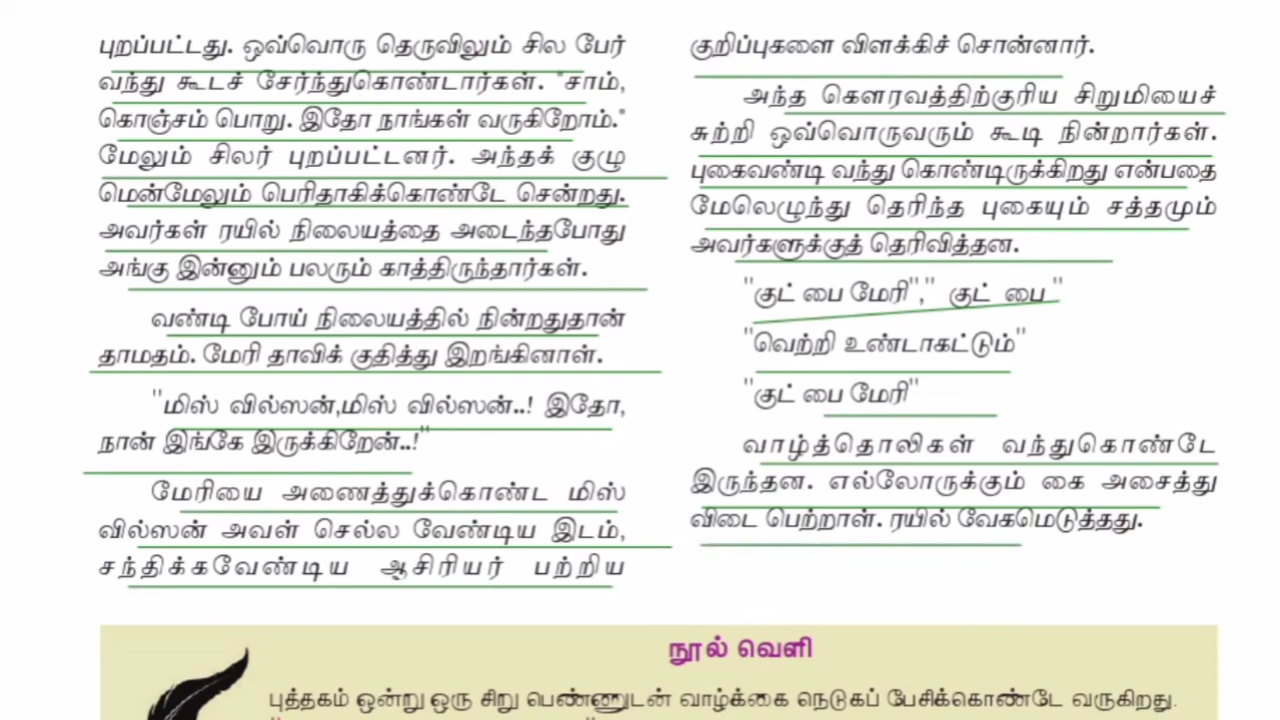 புறப்பட்டது. ஒவ்வொரு தெருவிலும் சில பேர்
வந்து கூடச் சேர்ந்துகொண்டார்கள். "சாம்,
கொஞ்சம் பொறு. இதோ நாங்கள் வருகிறோம்."
மேலும் சிலர் புறப்பட்டனர். அந்தக் குழு
மென்மேலும் பெரிதாகிக்கொண்டே சென்றது.
அவர்கள் ரயில் நிலையத்தை அடைந்தபோது
அங்கு இன்னும் பலரும் காத்திருந்தார்கள்.
வண்டி போய் நிலையத்தில் நின்றதுதான்
தாமதம். மேரி தாவிக் குதித்து இறங்கினாள்.
"மிஸ் வில்ஸன்,மிஸ் வில்ஸன்..! இதோ,
நான் இங்கே இருக்கிறேன்..!"
மேரியை அணைத்துக்கொண்ட மிஸ்
வில்ஸன் அவள் செல்ல வேண்டிய இடம்,
சந்திக்கவேண்டிய ஆசிரியர் பற்றிய
குறிப்புகளை விளக்கிச் சொன்னார்.
அந்த கௌரவத்திற்குரிய சிறுமியைச்
சுற்றி ஒவ்வொருவரும் கூடி நின்றார்கள்.
புகைவண்டி வந்து கொண்டிருக்கிறது என்பதை
மேலெழுந்து தெரிந்த புகையும் சத்தமும்
அவர்களுக்குத் தெரிவித்தன.
"குட் பை மேரி"," குட் பை "
"வெற்றி உண்டாகட்டும்"
"குட் பை மேரி"
வாழ்த்தொலிகள் வந்துகொண்டே
இருந்தன. எல்லோருக்கும் கை அசைத்து
விடை பெற்றாள். ரயில் வேகமெடுத்தது.
நூல் வெளி
புத்தகம் ஒன்று ஒரு சிறு பெண்ணுடன் வாழ்க்கை நெடுகப் பேசிக்கொண்டே வருகிறது.